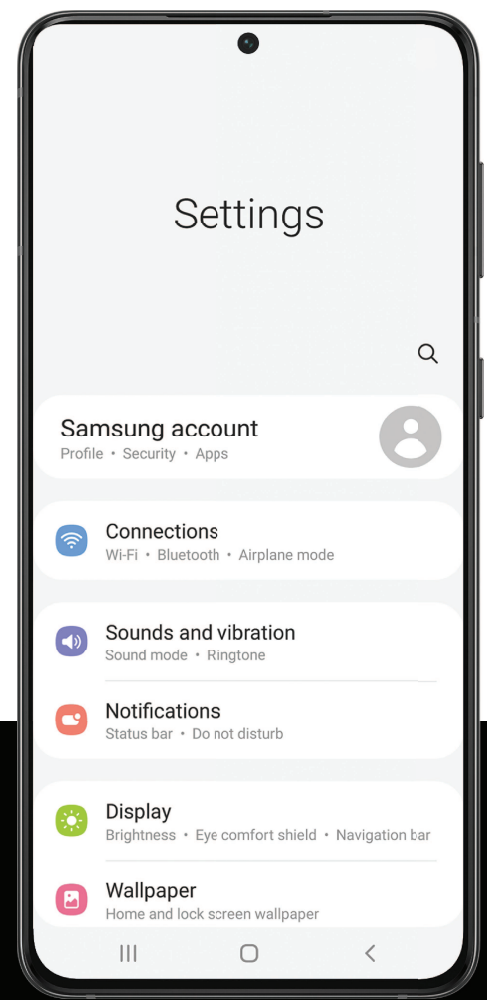 Settings
Samsung account
Profile • Security • Apps
Connections
Wi-Fi • Bluetooth • Airplane mode
Sounds and vibration
Sound mode • Ringtone
Notifications
Status bar • Do not disturb
Display
Brightness • Eye comfort shield • Navigation bar
Wallpaper
Home and lock screen wallpaper